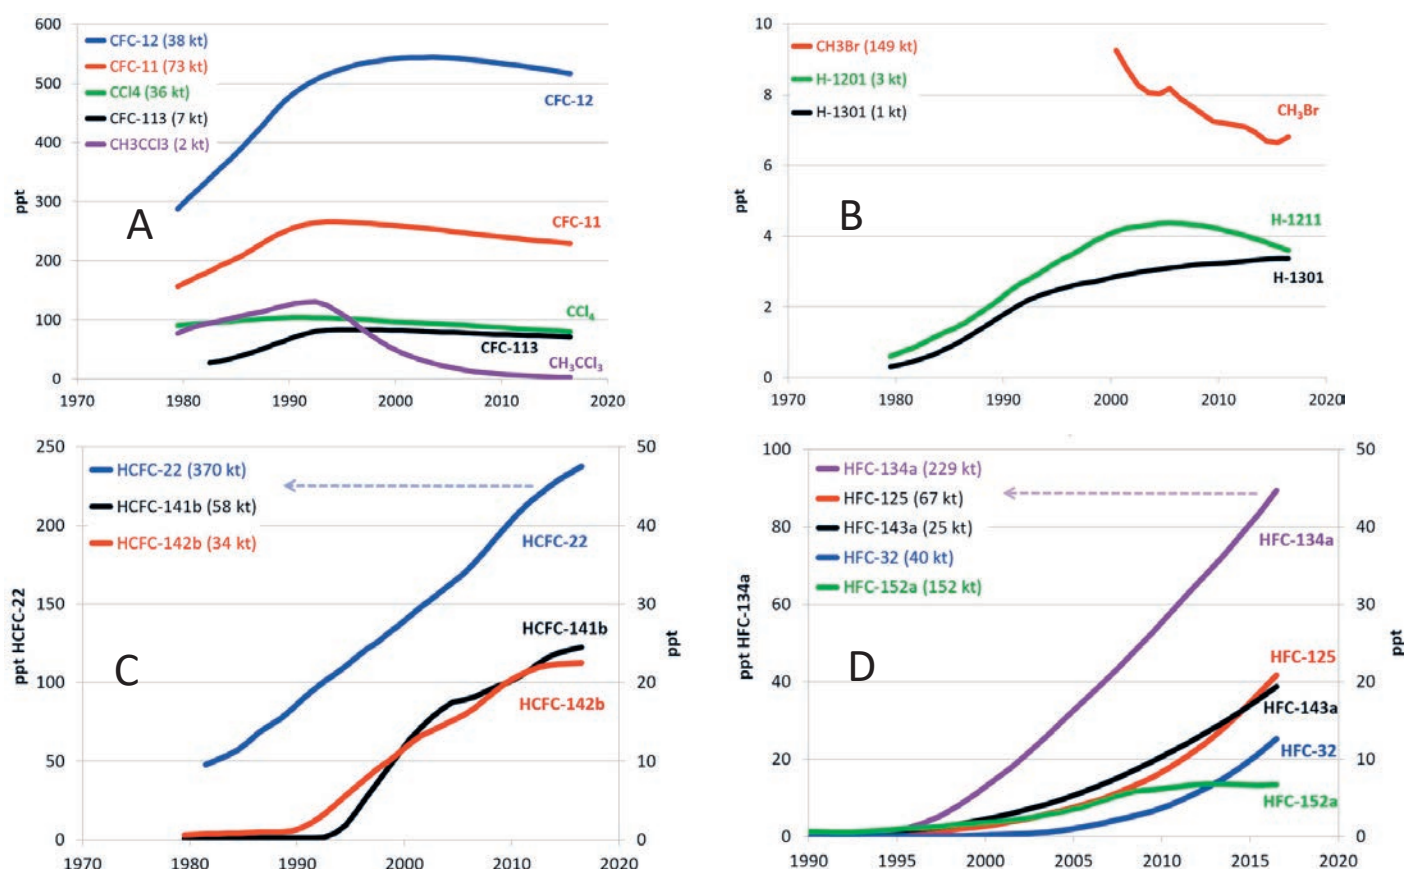 600
500
400
300
200
100
0
ppt
CFC-12 (38 kt)
CFC-11 (73 kt)
CCl4 (36 kt)
CFC-113 (7 kt)
CH3CCl3 (2 kt)
A
CFC-12
CFC-11
CCl₄
CFC-113
CH₃CCl₃
1970 1980 1990 2000 2010 2020
10
8
6
4
2
0
ppt
CH3Br (149 kt)
H-1201 (3 kt)
H-1301 (1 kt)
B
CH₃Br
H-1211
H-1301
1970 1980 1990 2000 2010 2020
250
200
150
100
50
0
ppt HCFC-22
HCFC-22 (370 kt)
HCFC-141b (58 kt)
HCFC-142b (34 kt)
C
HCFC-22
HCFC-141b
HCFC-142b
50
40
30
20
10
0
ppt
1970 1980 1990 2000 2010 2020
100
80
60
40
20
0
ppt HFC-134a
HFC-134a (229 kt)
HFC-125 (67 kt)
HFC-143a (25 kt)
HFC-32 (40 kt)
HFC-152a (152 kt)
D
HFC-134a
HFC-125
HFC-143a
HFC-32
HFC-152a
50
40
30
20
10
0
ppt
1990 1995 2000 2005 2010 2015 2020